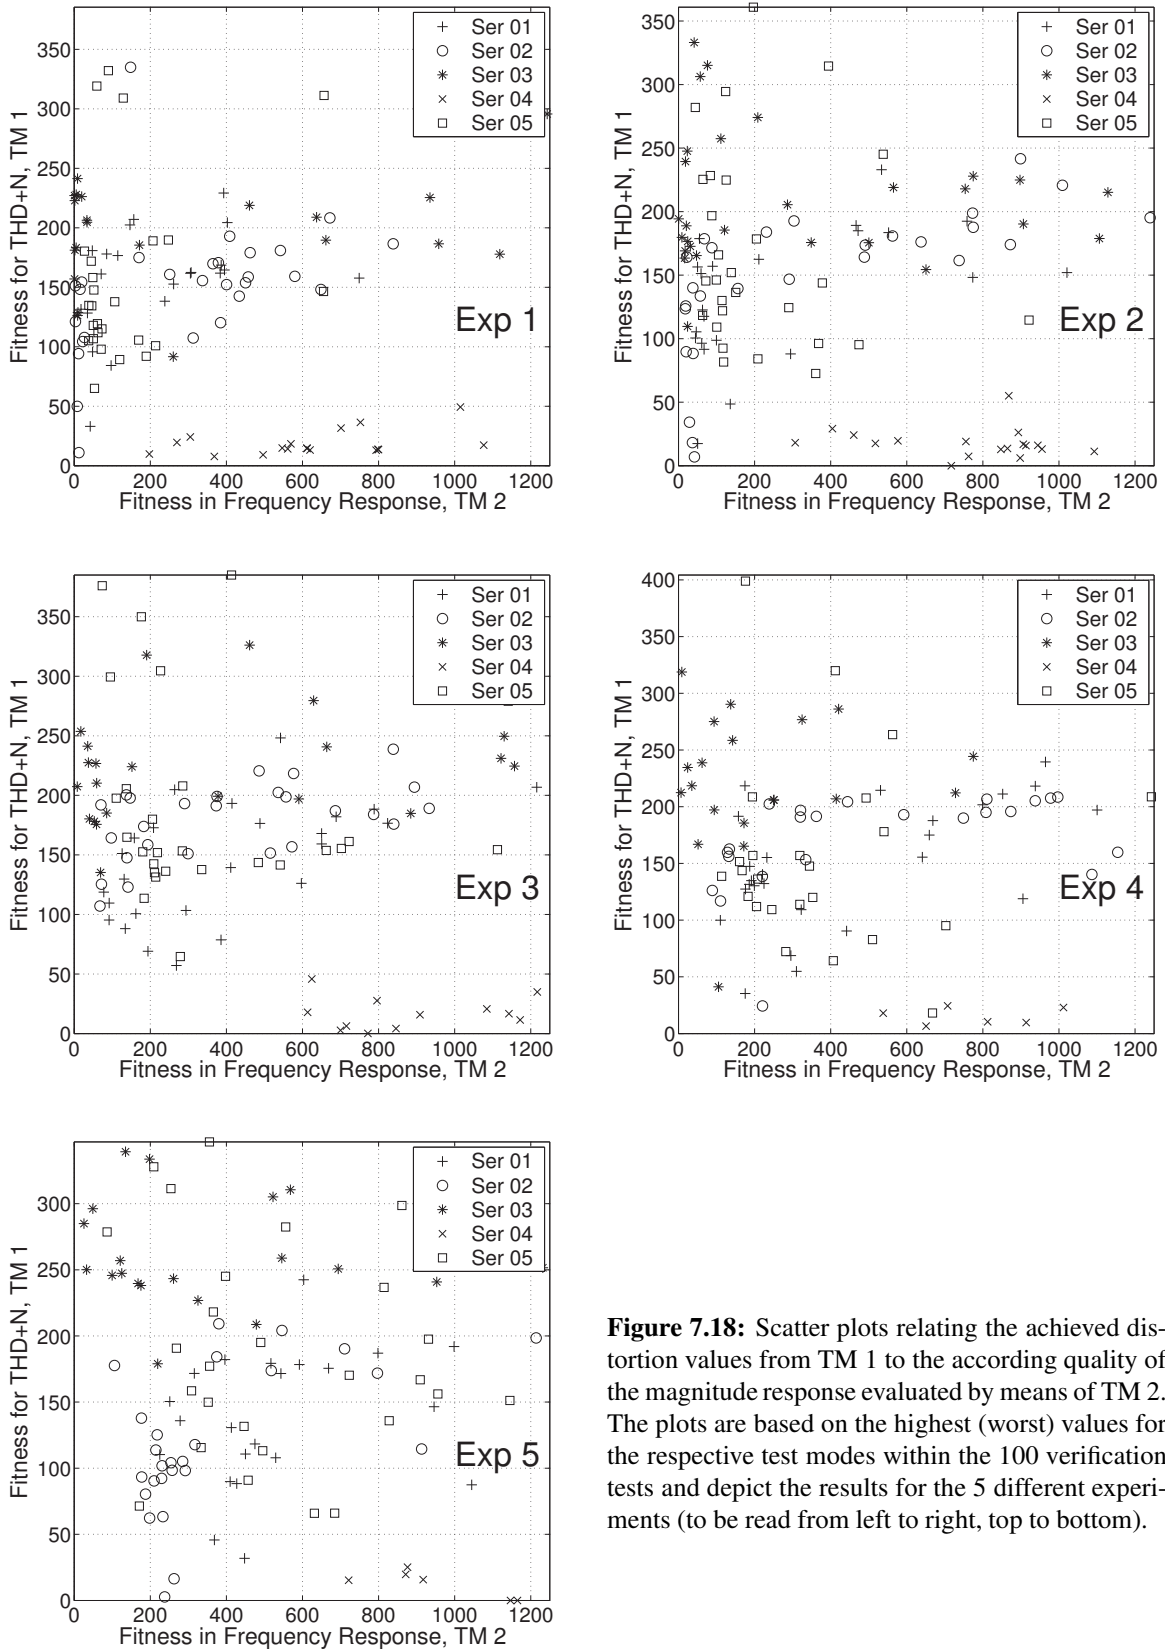 Fitness for THD+N, TM 1
350
300
250
200
150
100
50
0
0 200 400 600 800 1000 1200
Fitness in Frequency Response, TM 2
Ser 01
Ser 02
Ser 03
Ser 04
Ser 05
Exp 1
Fitness for THD+N, TM 1
350
300
250
200
150
100
50
0
0 200 400 600 800 1000 1200
Fitness in Frequency Response, TM 2
Ser 01
Ser 02
Ser 03
Ser 04
Ser 05
Exp 2
Fitness for THD+N, TM 1
350
300
250
200
150
100
50
0
0 200 400 600 800 1000 1200
Fitness in Frequency Response, TM 2
Ser 01
Ser 02
Ser 03
Ser 04
Ser 05
Exp 3
Fitness for THD+N, TM 1
400
350
300
250
200
150
100
50
0
0 200 400 600 800 1000 1200
Fitness in Frequency Response, TM 2
Ser 01
Ser 02
Ser 03
Ser 04
Ser 05
Exp 4
Fitness for THD+N, TM 1
300
250
200
150
100
50
0
0 200 400 600 800 1000 1200
Fitness in Frequency Response, TM 2
Ser 01
Ser 02
Ser 03
Ser 04
Ser 05
Exp 5
Figure 7.18: Scatter plots relating the achieved dis-
tortion values from TM 1 to the according quality of
the magnitude response evaluated by means of TM 2.
The plots are based on the highest (worst) values for
the respective test modes within the 100 verification
tests and depict the results for the 5 different experi-
ments (to be read from left to right, top to bottom).